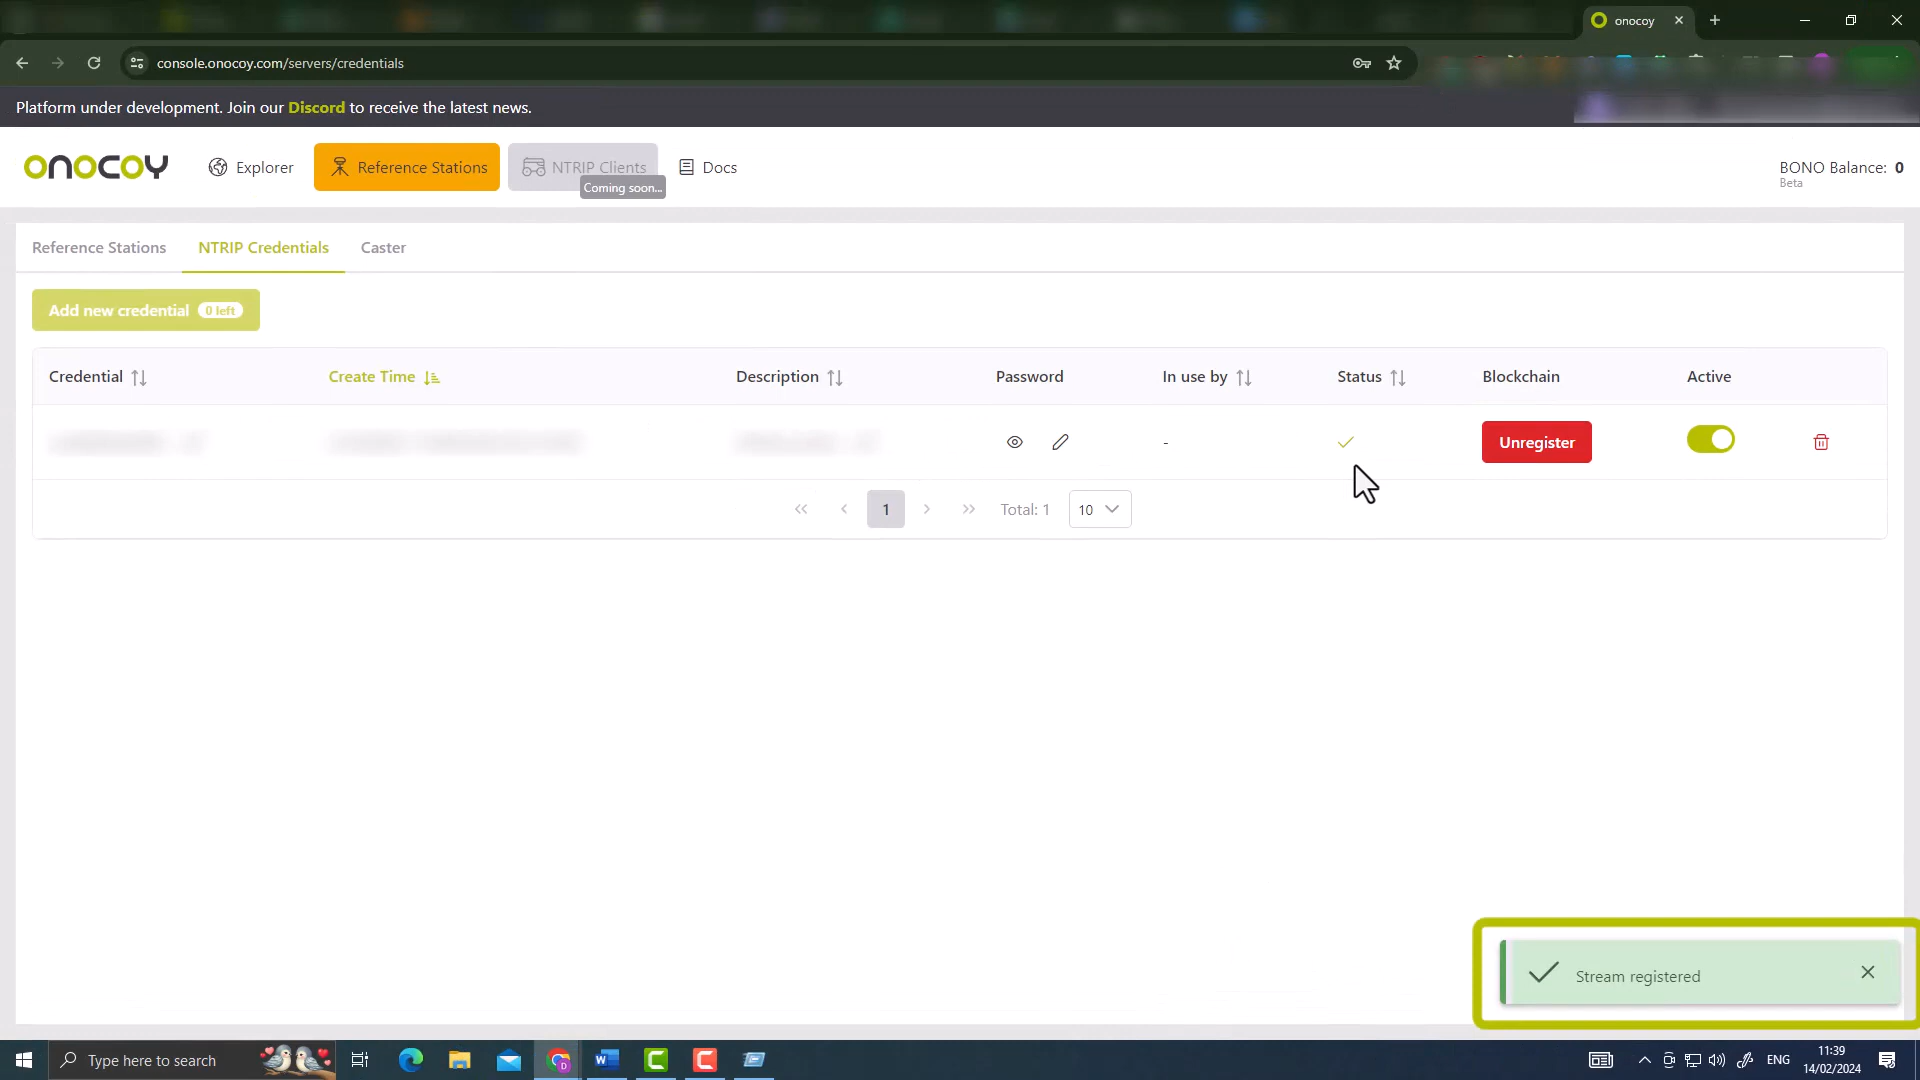 onocoy
console.onocoy.com/servers/credentials
Platform under development. Join our Discord to receive the latest news.
onocoy
Explorer
Reference Stations
NTRIP Clients
Coming soon...
Docs
BONO Balance: 0
Beta
Reference Stations
NTRIP Credentials
Caster
Add new credential 0 left
Credential
Create Time
Description
Password
In use by
Status
Blockchain
Active
-
Unregister
1
Total: 1
10
Stream registered
Type here to search
ENG
11:39
14/02/2024